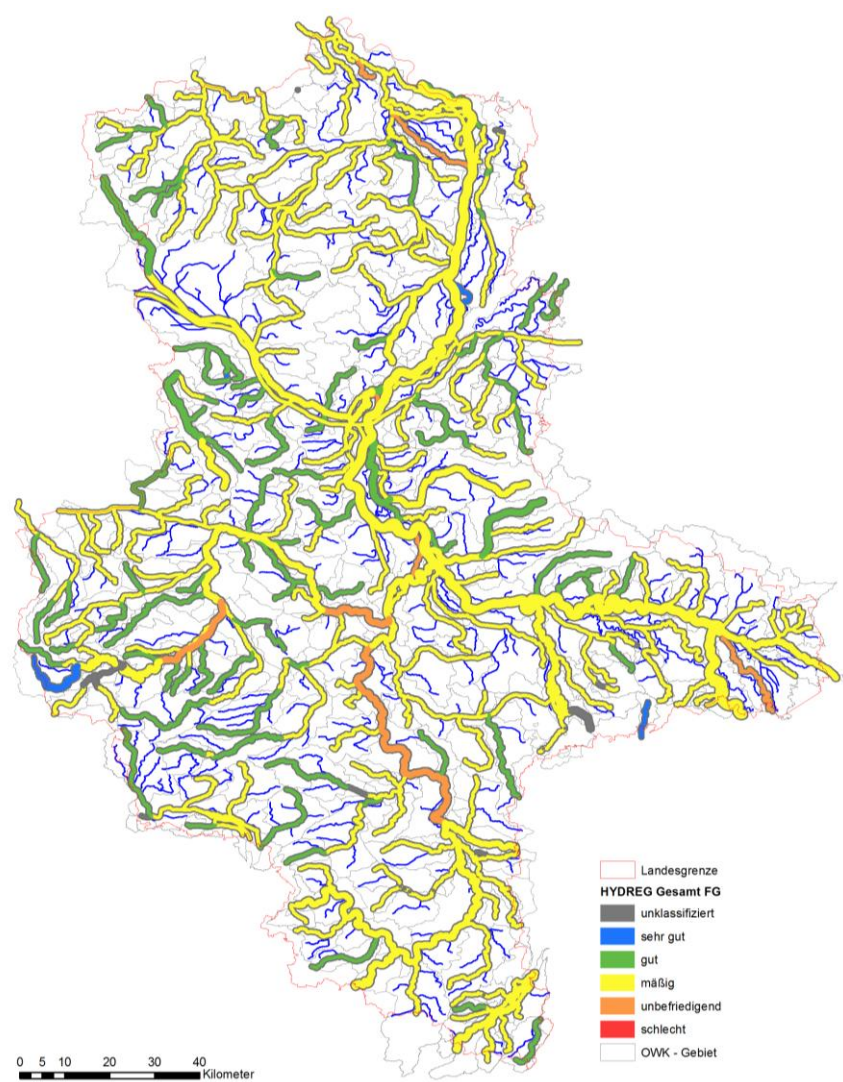 Landesgrenze
HYDREG Gesamt FG
unklassifiziert
sehr gut
gut
mäßig
unbefriedigend
schlecht
OWK - Gebiet
0 5 10 20 30 40
Kilometer